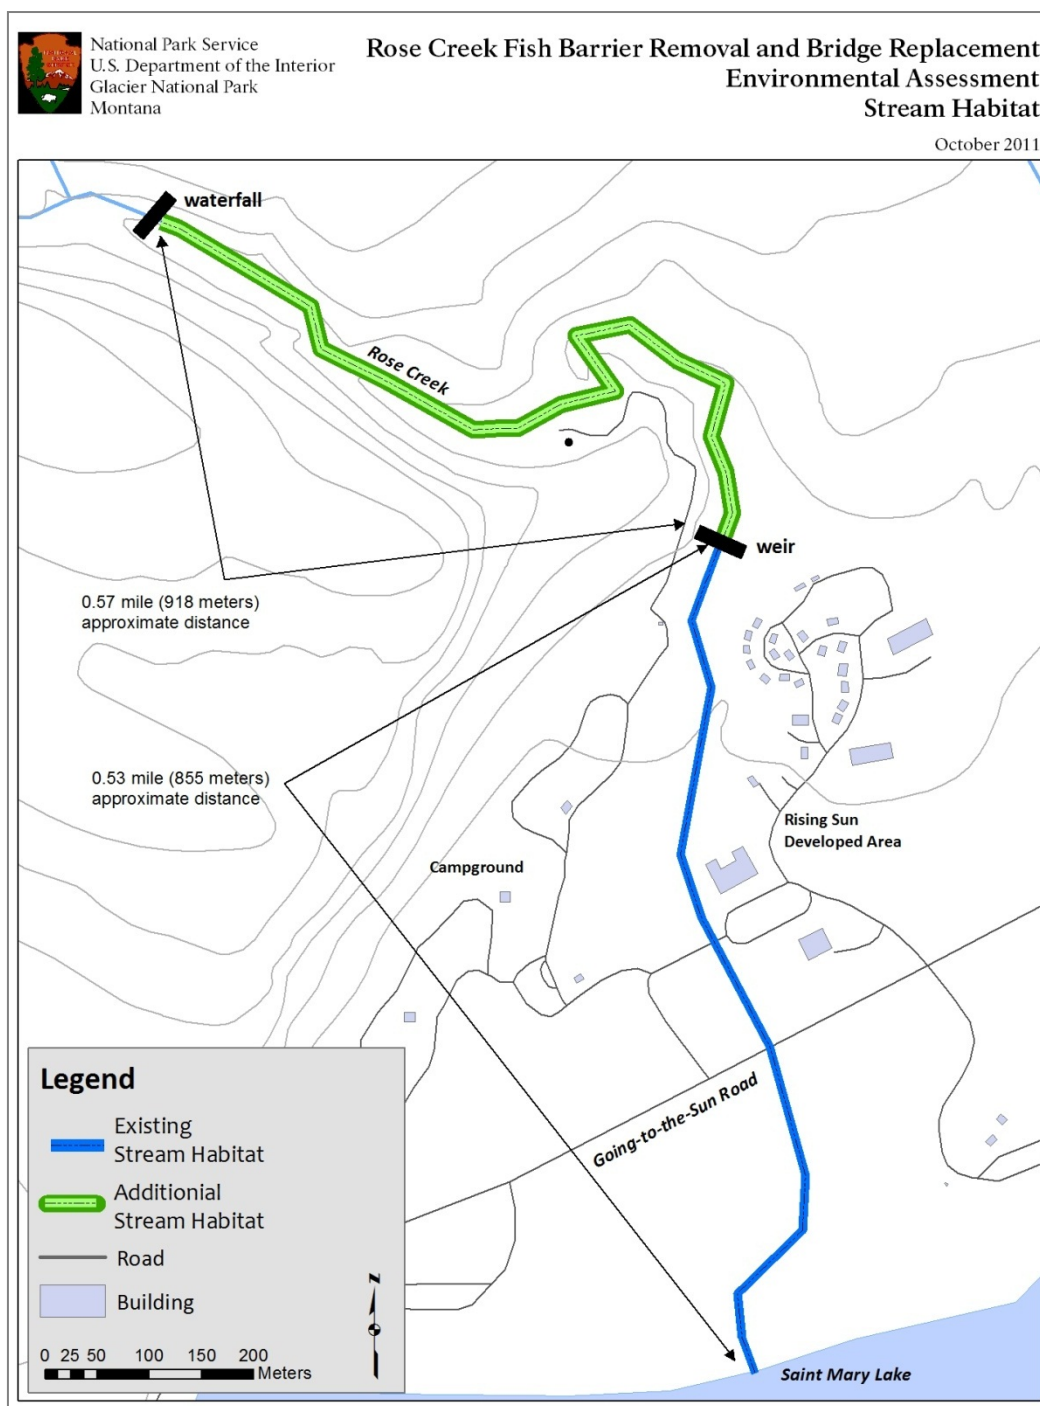 National Park Service
U.S. Department of the Interior
Glacier National Park
Montana
Rose Creek Fish Barrier Removal and Bridge Replacement
Environmental Assessment
Stream Habitat
October 2011
waterfall
Rose Creek
weir
0.57 mile (918 meters)
approximate distance
0.53 mile (855 meters)
approximate distance
Rising Sun
Developed Area
Campground
Going-to-the-Sun Road
Saint Mary Lake
Legend
Existing
Stream Habitat
Additionial
Stream Habitat
Road
Building
N
0 25 50 100 150 200
Meters